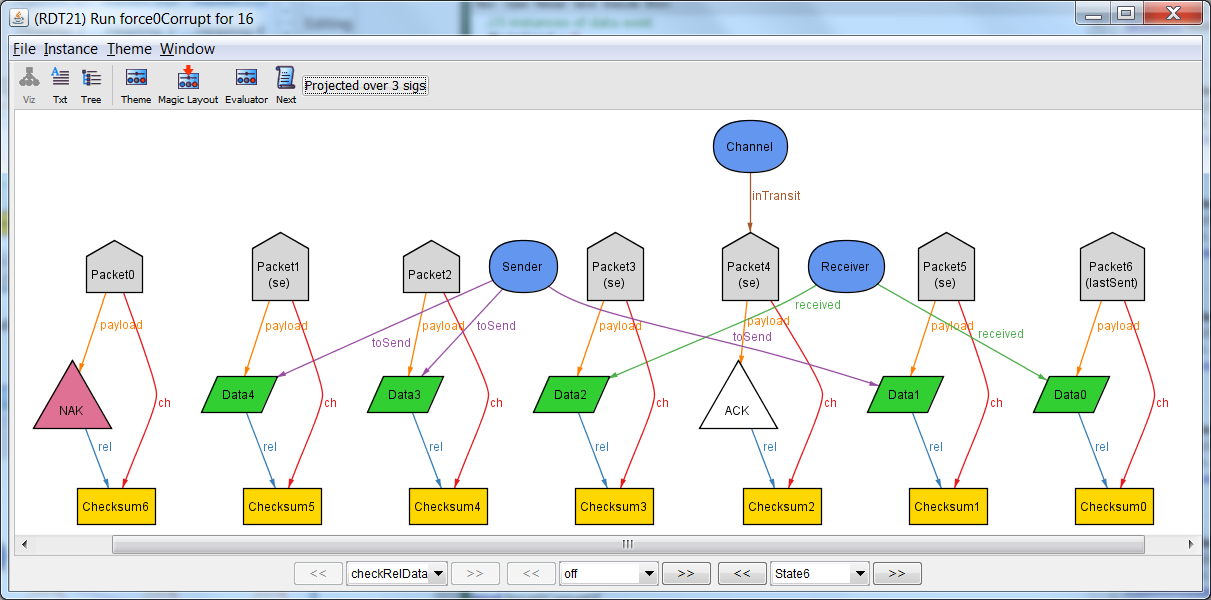 (RDT21) Run force0Corrupt for 16
File Instance Theme Window
Viz Txt Tree Theme Magic Layout Evaluator Next Projected over 3 sigs
Channel
inTransit
Packet0
Packet1
(se)
Packet2
Sender
Packet3
(se)
Packet4
(se)
Receiver
Packet5
(se)
Packet6
(lastSent)
payload
payload
payload
toSend
payload
payload
received
payload
received
payload
toSend
toSend
NAK
Data4
Data3
Data2
ACK
Data1
Data0
ch
ch
ch
ch
ch
ch
ch
rel
rel
rel
rel
rel
rel
rel
Checksum6
Checksum5
Checksum4
Checksum3
Checksum2
Checksum1
Checksum0
<< checkRelData >> << off >> << State6 >>